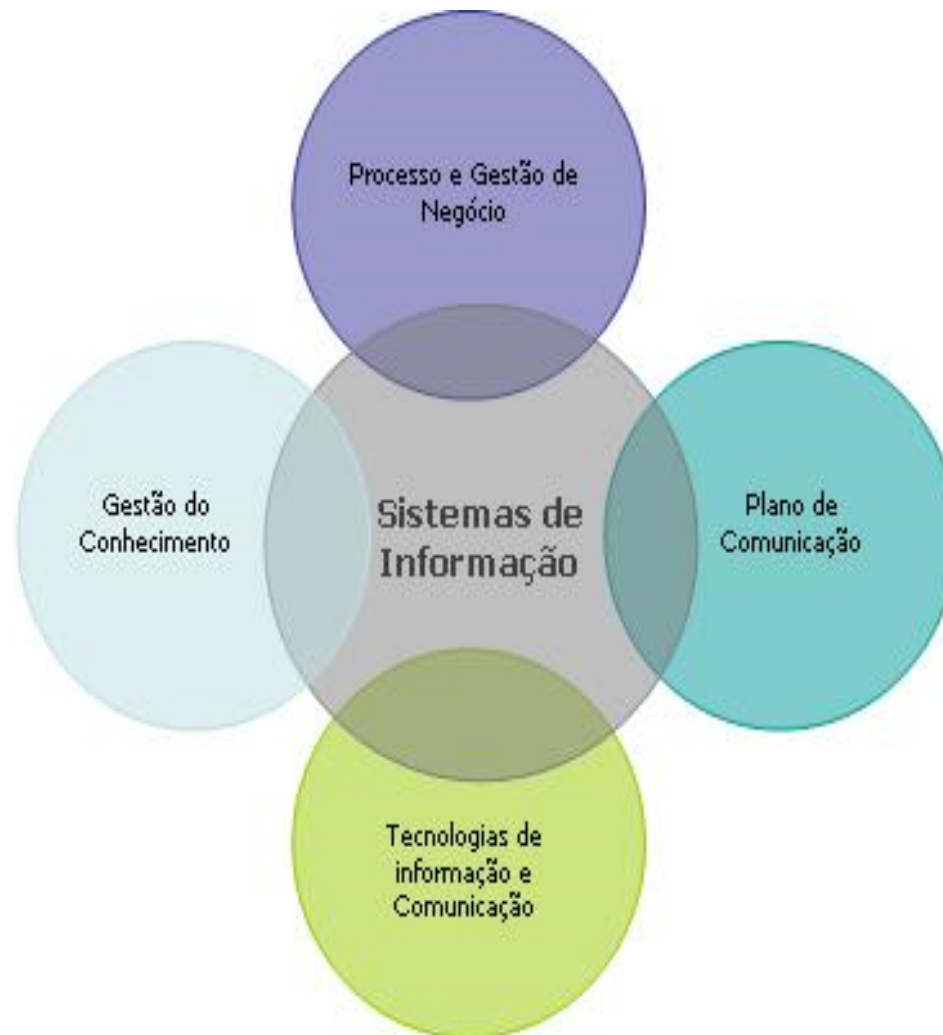 Processo e Gestão de
Negócio
Gestão do
Conhecimento
Sistemas de
Informação
Plano de
Comunicação
Tecnologias de
informação e
Comunicação